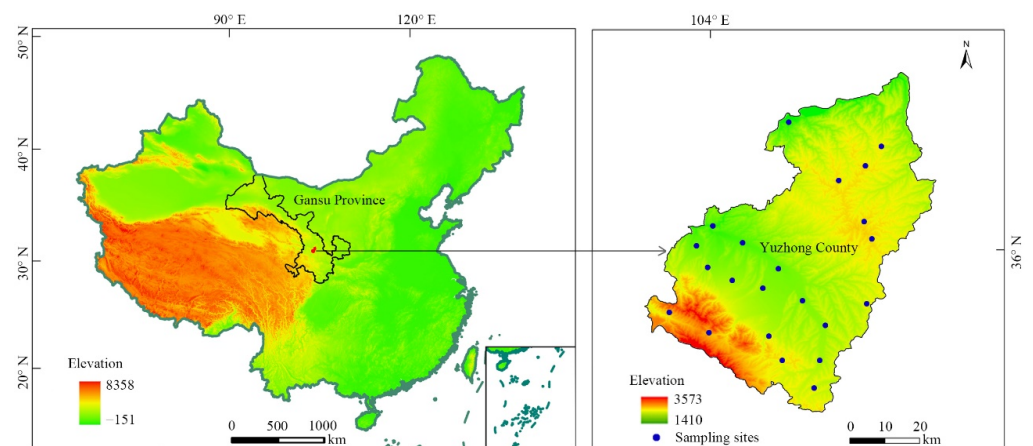 90° E
120° E
104° E
50° N
40° N
30° N
20° N
36° N
N
Gansu Province
Yuzhong County
Elevation
8358
−151
0 500 1000
km
Elevation
3573
1410
Sampling sites
0 10 20
km